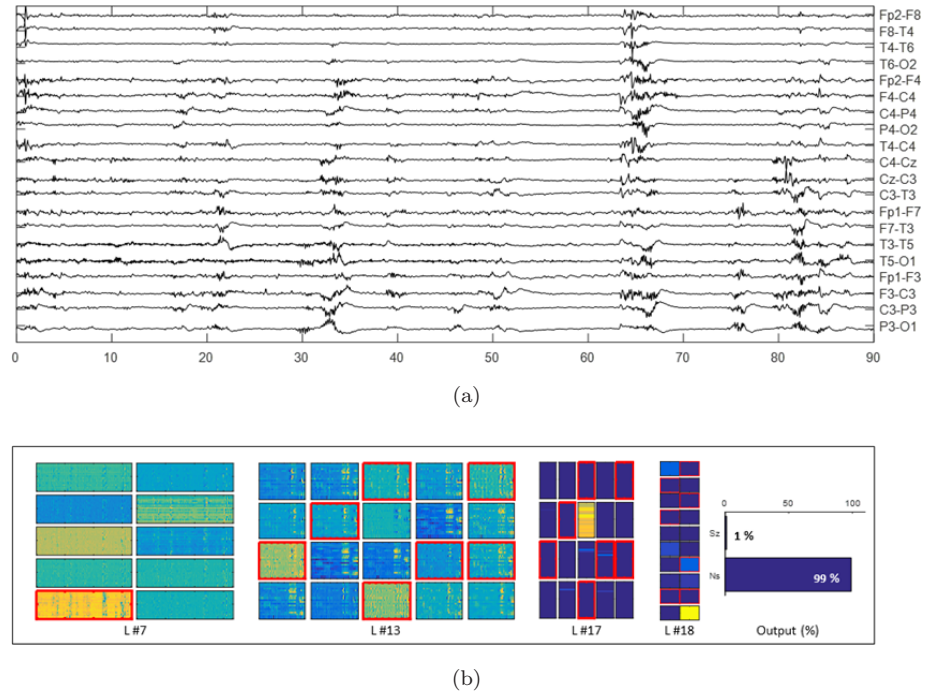 Fp2-F8
F8-T4
T4-T6
T6-O2
Fp2-F4
F4-C4
C4-P4
P4-O2
T4-C4
C4-Cz
Cz-C3
C3-T3
Fp1-F7
F7-T3
T3-T5
T5-O1
Fp1-F3
F3-C3
C3-P3
P3-O1
0 10 20 30 40 50 60 70 80 90
(a)
0 50 100
Sz 1 %
Ns 99 %
L #7 L #13 L #17 L #18 Output (%)
(b)